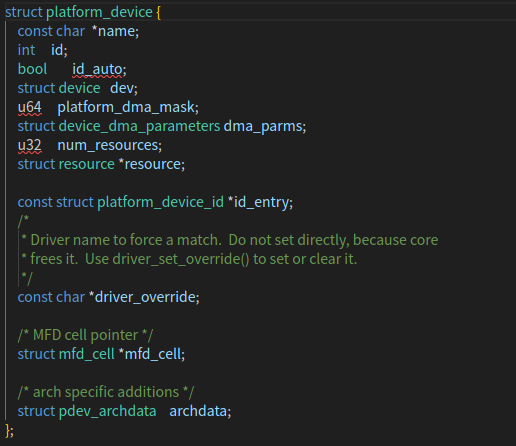 struct platform_device {
const char *name;
int id;
bool id_auto;
struct device dev;
u64 platform_dma_mask;
struct device_dma_parameters dma_parms;
u32 num_resources;
struct resource *resource;
const struct platform_device_id *id_entry;
/*
* Driver name to force a match. Do not set directly, because core
* frees it. Use driver_set_override() to set or clear it.
*/
const char *driver_override;
/* MFD cell pointer */
struct mfd_cell *mfd_cell;
/* arch specific additions */
struct pdev_archdata archdata;
};